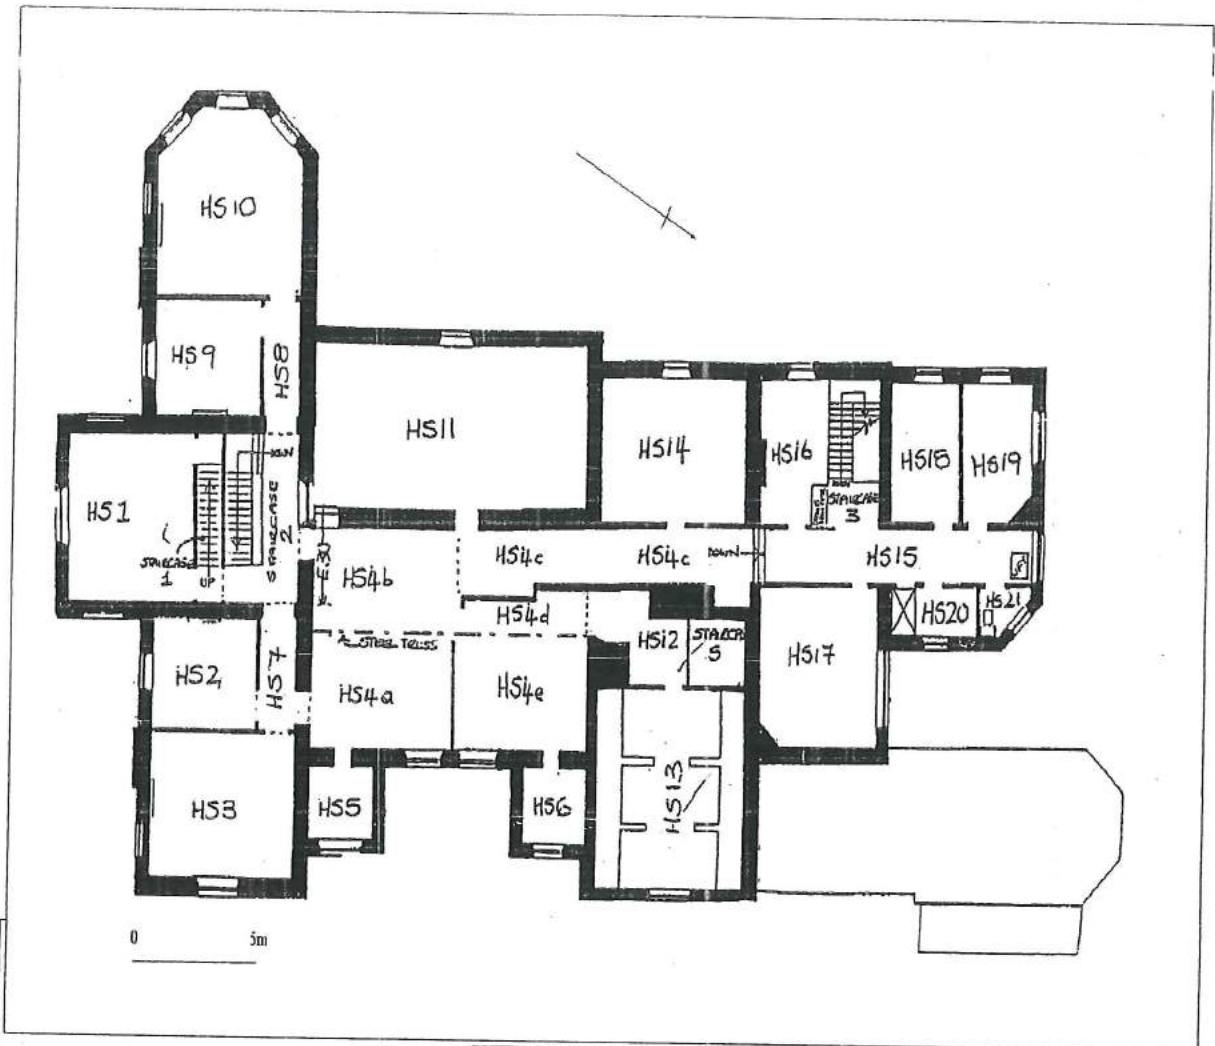 HS10
HS9
HS8
HS11
HS14
HS16
HS18
HS19
DOWN
HS1
STAIRCASE
1
UP
STAIRCASE
2
STAIRCASE
3
HS4b
HS4c
HS4c
DOWN
HS15
UP
HS4d
STEEL TRUSS
HS12
STAIRCASE
5
HS20
HS21
HS2
HS7
HS4a
HS4e
HS17
HS3
HS5
HS6
HS13
0 5m